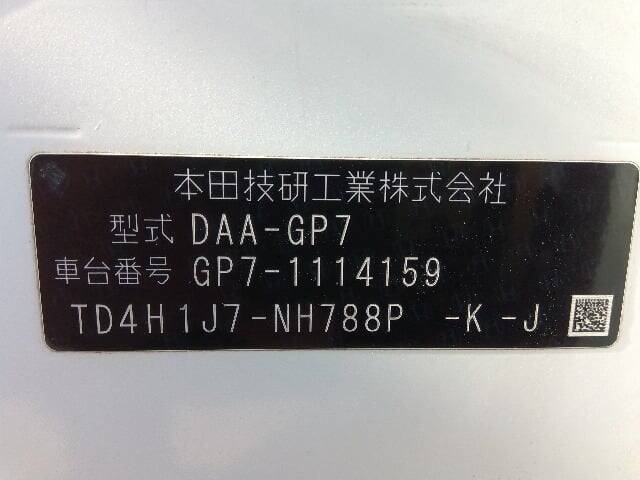 本田技研工業株式会社
型式 DAA-GP7
車台番号 GP7-1114159
TD4H1J7-NH788P -K -J